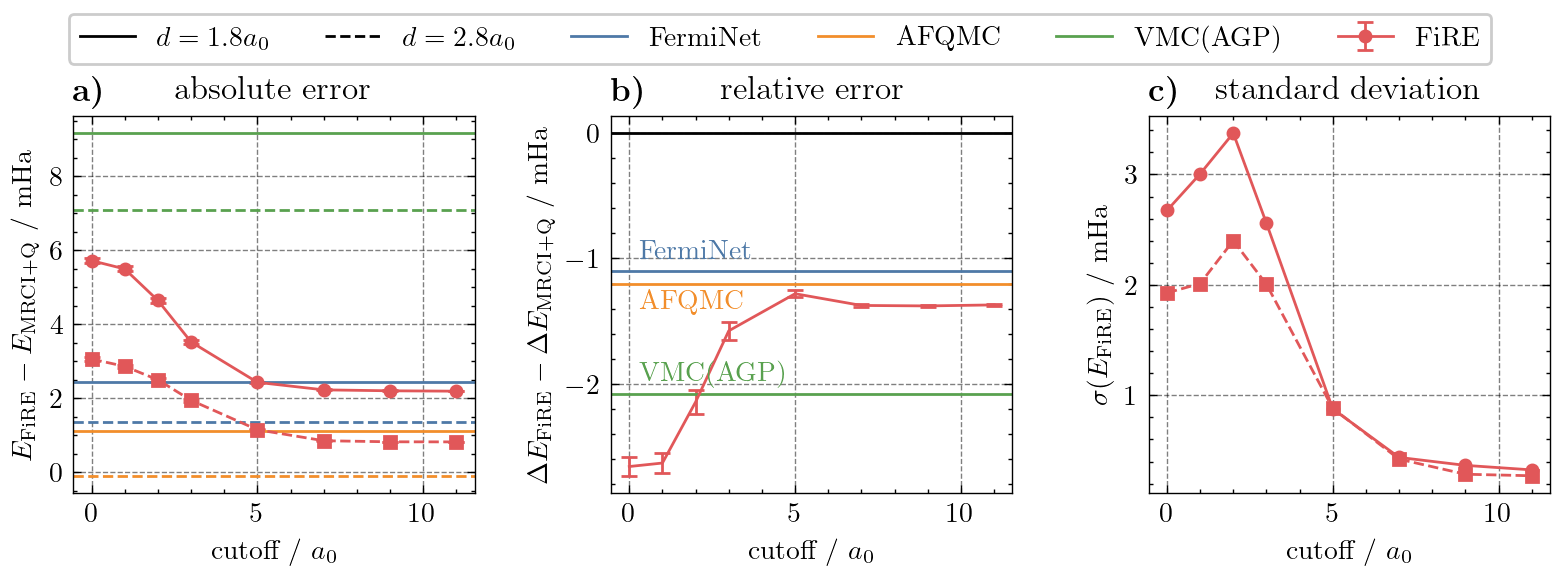 d = 1.8a₀ d = 2.8a₀ FermiNet AFQMC VMC(AGP) FiRE
a) absolute error
E_FiRE − E_MRCI+Q / mHa
8
6
4
2
0
0 5 10
cutoff / a₀
b) relative error
ΔE_FiRE − ΔE_MRCI+Q / mHa
0
−1
−2
FermiNet
AFQMC
VMC(AGP)
0 5 10
cutoff / a₀
c) standard deviation
σ(E_FiRE) / mHa
3
2
1
0 5 10
cutoff / a₀